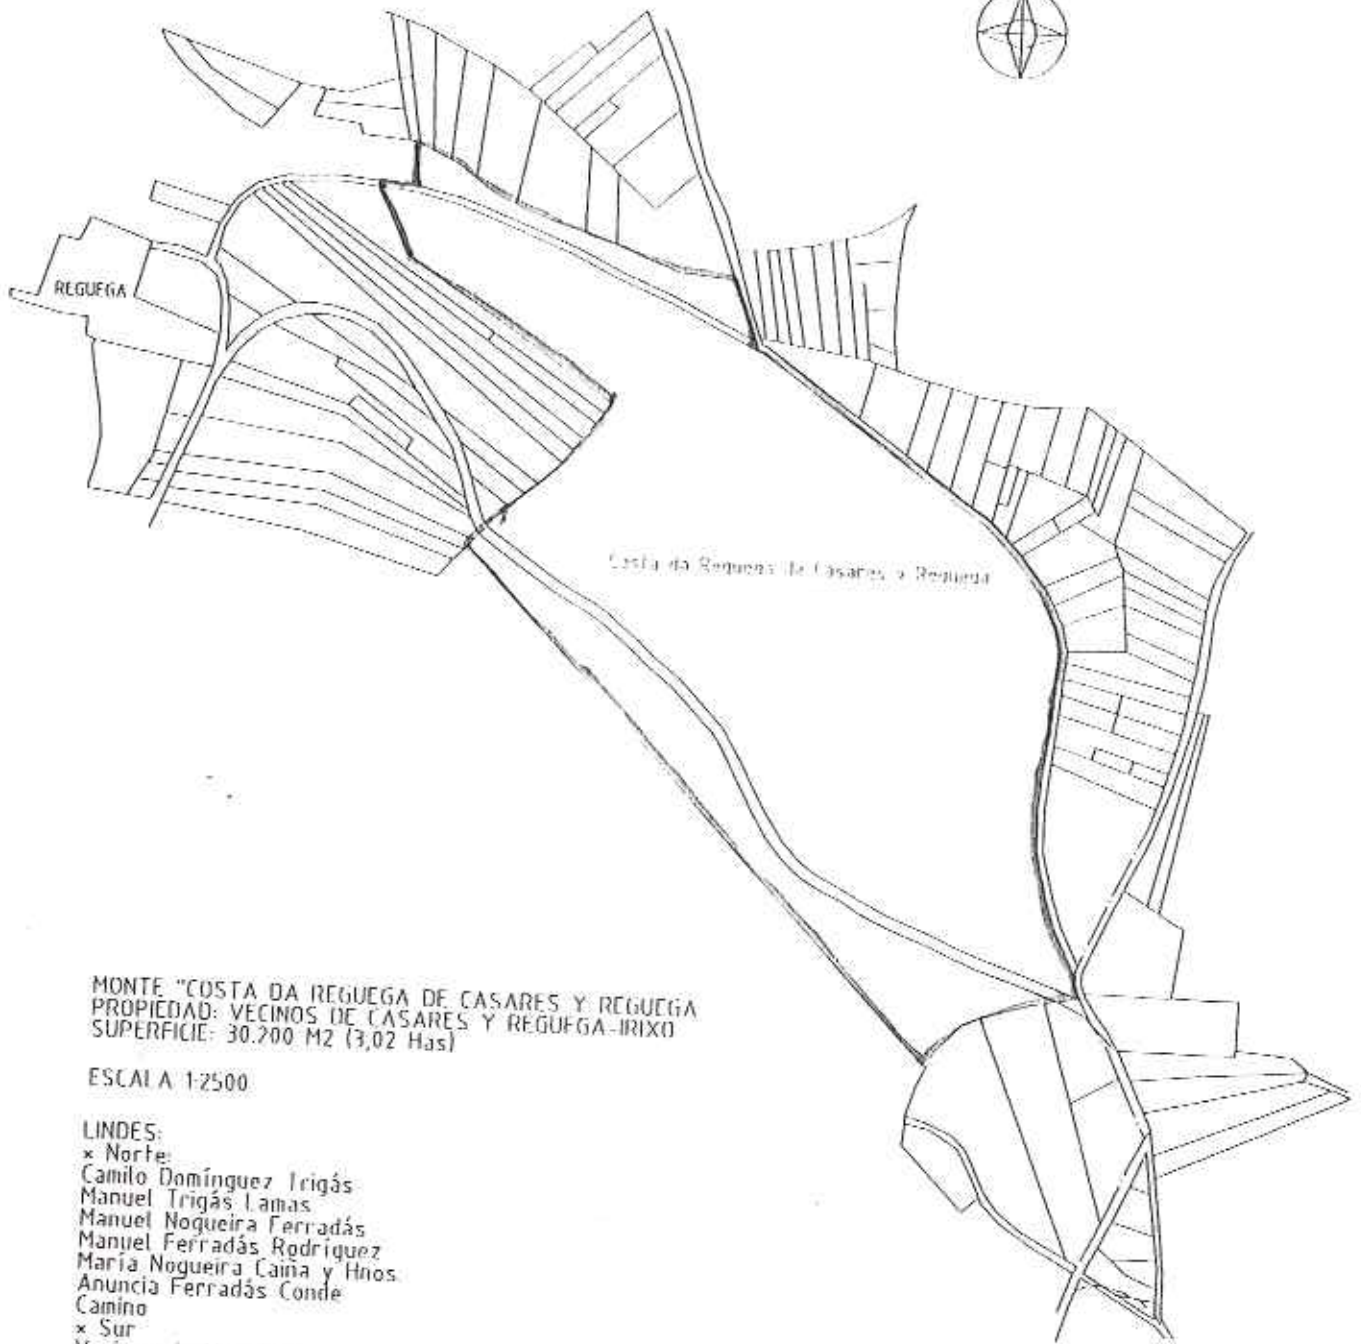 REGUEGA
Costa da Reguega de Casares y Reguega
MONTE "COSTA DA REGUEGA DE CASARES Y REGUEGA
PROPIEDAD: VECINOS DE CASARES Y REGUEGA-IRIXO
SUPERFICIE: 30.200 M2 (3,02 Has)
ESCALA 1:2500
LINDES:
× Norte:
Camilo Domínguez Trigás
Manuel Trigás Lamas
Manuel Nogueira Ferradás
Manuel Ferradás Rodríguez
María Nogueira Caiña y Hnos.
Anuncia Ferradás Conde
Camino
× Sur